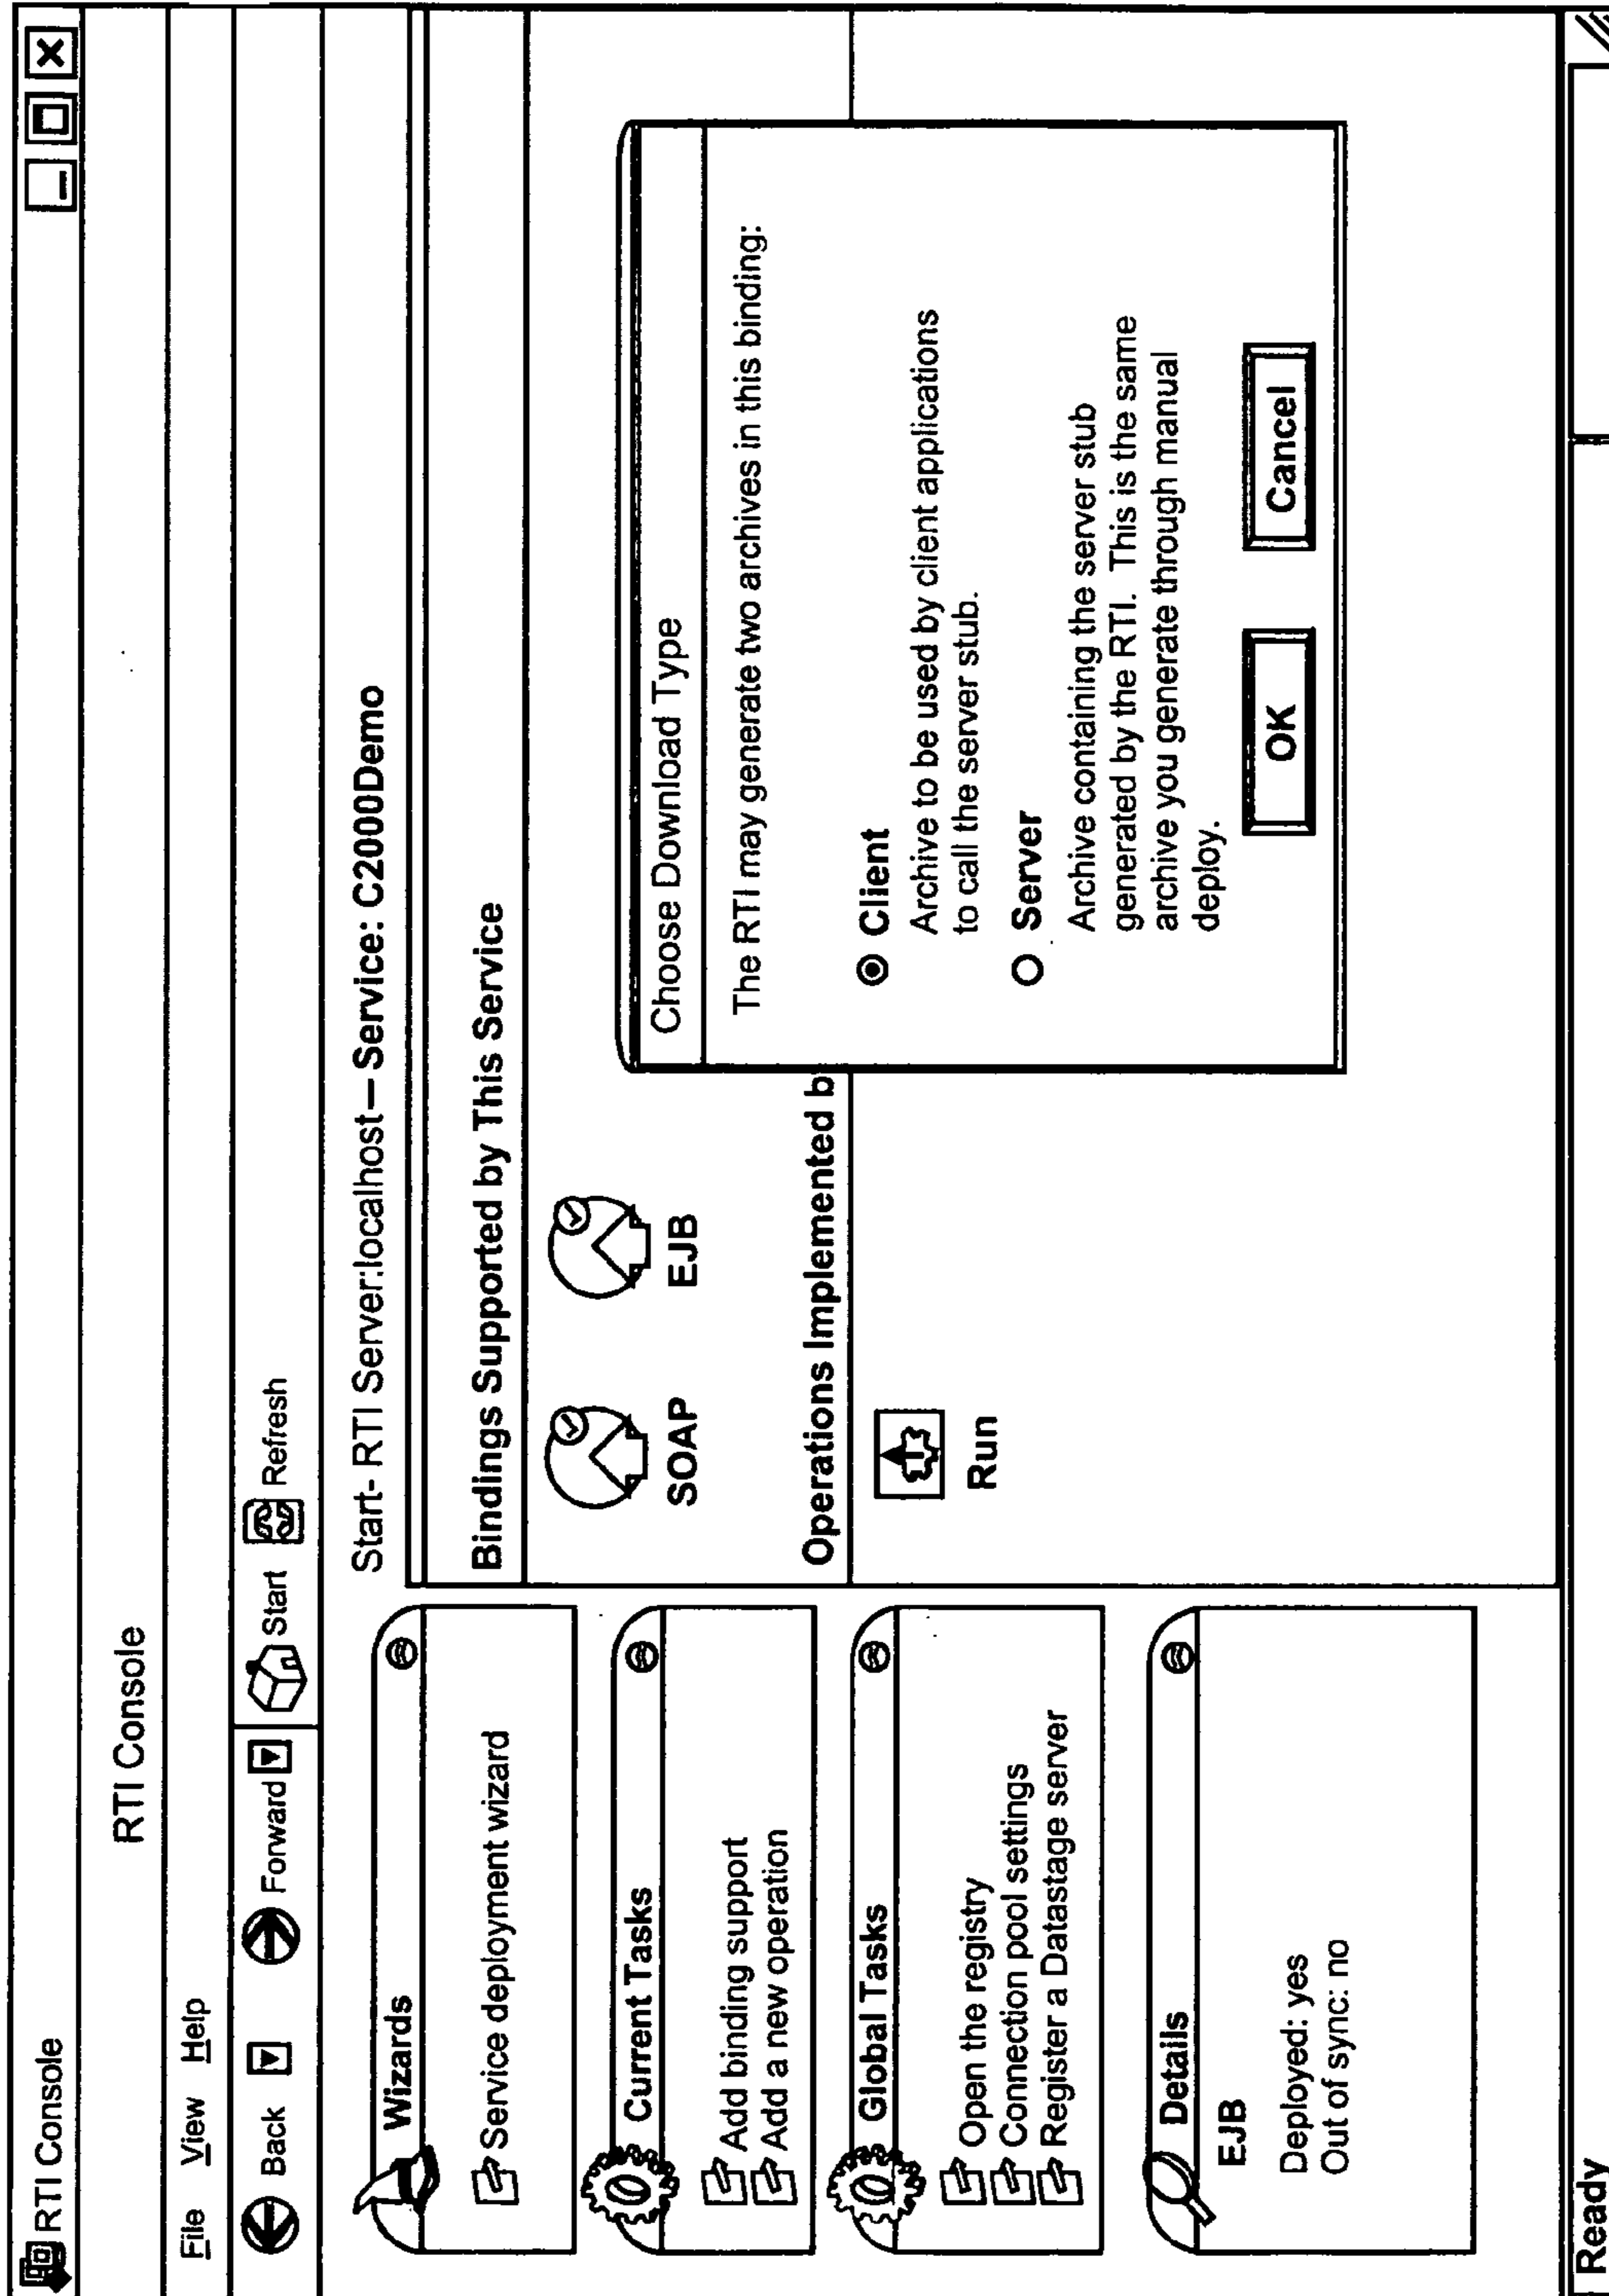 RTI Console
RTI Console
File View Help
Back Forward Start Refresh
Start- RTI Server:localhost—Service: C2000Demo
Wizards
Service deployment wizard
Current Tasks
Add binding support
Add a new operation
Global Tasks
Open the registry
Connection pool settings
Register a Datastage server
Details
EJB
Deployed: yes
Out of sync: no
Bindings Supported by This Service
SOAP EJB
Operations Implemented b
Run
Choose Download Type
The RTI may generate two archives in this binding:
Client
Archive to be used by client applications
to call the server stub.
Server
Archive containing the server stub
generated by the RTI. This is the same
archive you generate through manual
deploy.
OK Cancel
Ready